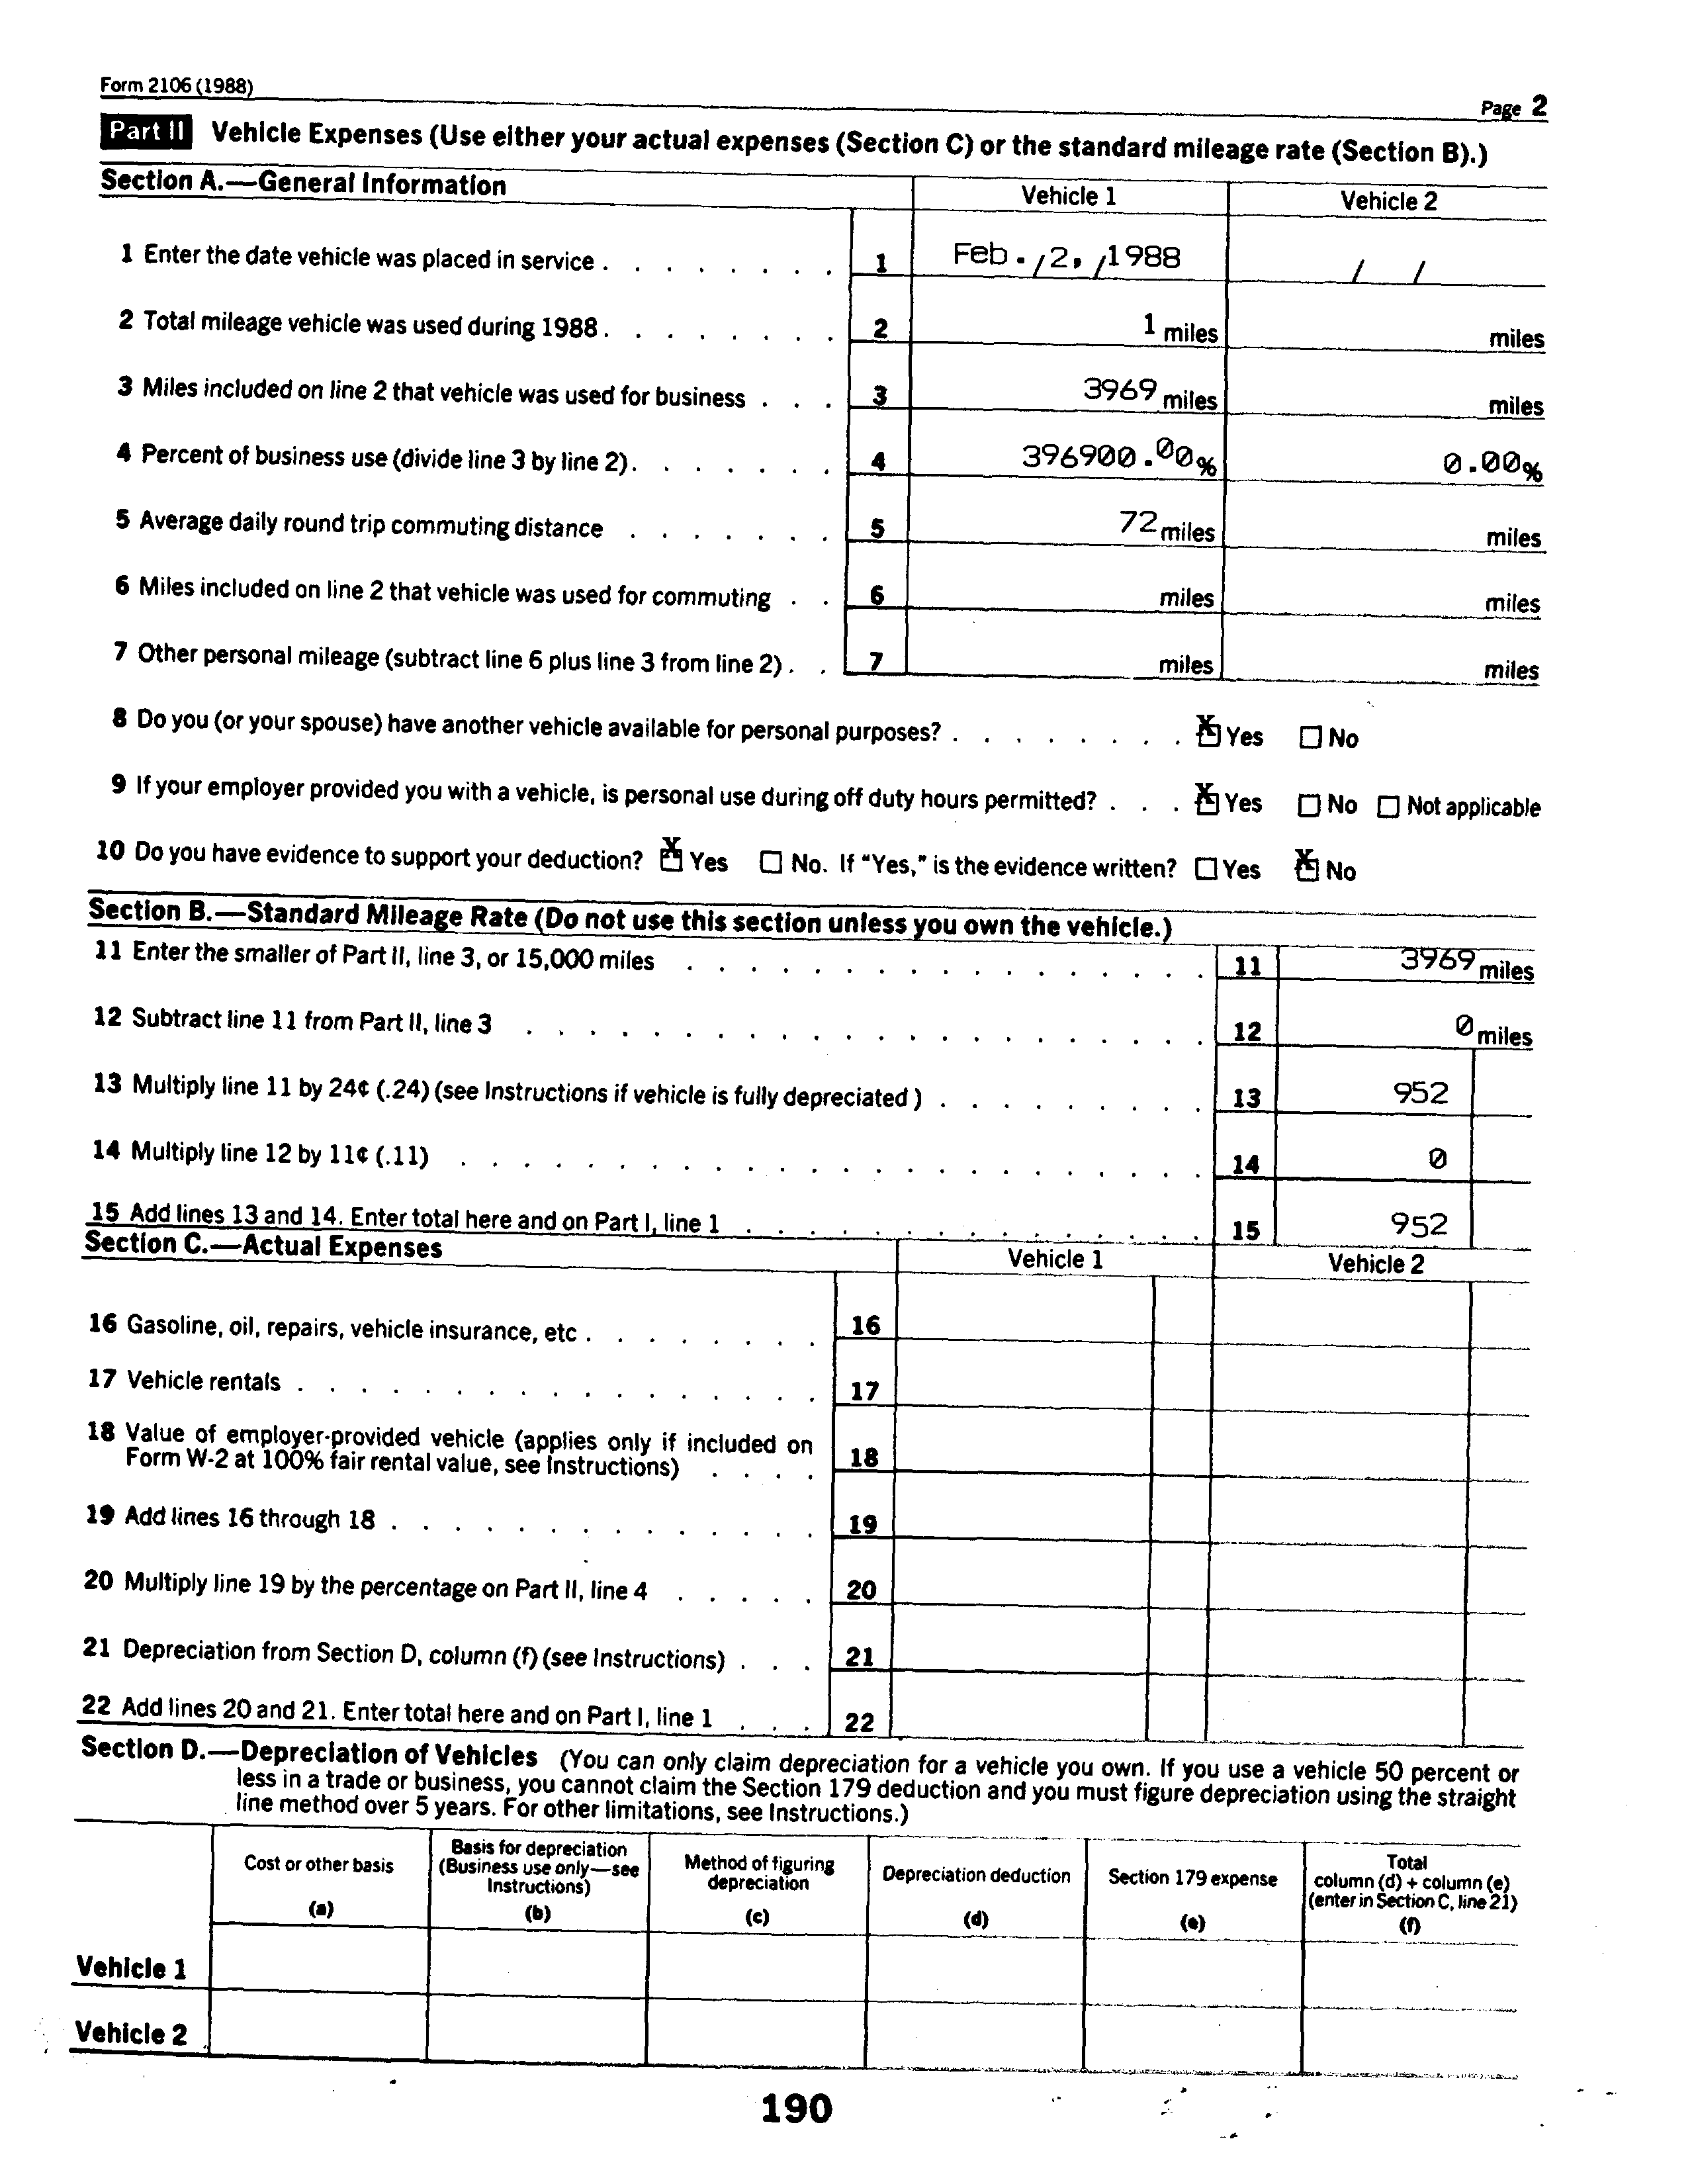 Form 2106 (1988)
Page 2
Part II Vehicle Expenses (Use either your actual expenses (Section C) or the standard mileage rate (Section B).)
Section A.—General Information
Vehicle 1 Vehicle 2
1 Enter the date vehicle was placed in service . . . . . . . . 1 Feb. /2, /1988 / /
2 Total mileage vehicle was used during 1988 . . . . . . . . 2 1 miles miles
3 Miles included on line 2 that vehicle was used for business . . . 3 3969 miles miles
4 Percent of business use (divide line 3 by line 2) . . . . . . . 4 396900.00% 0.00%
5 Average daily round trip commuting distance . . . . . . . 5 72 miles miles
6 Miles included on line 2 that vehicle was used for commuting . . 6 miles miles
7 Other personal mileage (subtract line 6 plus line 3 from line 2) . . 7 miles miles
8 Do you (or your spouse) have another vehicle available for personal purposes? . . . . . . . . X Yes No
9 If your employer provided you with a vehicle, is personal use during off duty hours permitted? . . . X Yes No Not applicable
10 Do you have evidence to support your deduction? X Yes No. If "Yes," is the evidence written? Yes X No
Section B.—Standard Mileage Rate (Do not use this section unless you own the vehicle.)
11 Enter the smaller of Part II, line 3, or 15,000 miles . . . . . . . . . . . . . . . . . 11 3969 miles
12 Subtract line 11 from Part II, line 3 . . . . . . . . . . . . . . . . . . . . . . 12 0 miles
13 Multiply line 11 by 24¢ (.24) (see Instructions if vehicle is fully depreciated ) . . . . . . . . . 13 952
14 Multiply line 12 by 11¢ (.11) . . . . . . . . . . . . . . . . . . . . . . . . 14 0
15 Add lines 13 and 14. Enter total here and on Part I, line 1 . . . . . . . . . . . . . . . 15 952
Section C.—Actual Expenses
Vehicle 1 Vehicle 2
16 Gasoline, oil, repairs, vehicle insurance, etc . . . . . . . . 16
17 Vehicle rentals . . . . . . . . . . . . . . . . . 17
18 Value of employer-provided vehicle (applies only if included on
Form W-2 at 100% fair rental value, see Instructions) . . . . 18
19 Add lines 16 through 18 . . . . . . . . . . . . . . 19
20 Multiply line 19 by the percentage on Part II, line 4 . . . . . 20
21 Depreciation from Section D, column (f) (see Instructions) . . . 21
22 Add lines 20 and 21. Enter total here and on Part I, line 1 . . . 22
Section D.—Depreciation of Vehicles (You can only claim depreciation for a vehicle you own. If you use a vehicle 50 percent or
less in a trade or business, you cannot claim the Section 179 deduction and you must figure depreciation using the straight
line method over 5 years. For other limitations, see Instructions.)
Cost or other basis
(a)
Basis for depreciation
(Business use only—see
Instructions)
(b)
Method of figuring
depreciation
(c)
Depreciation deduction
(d)
Section 179 expense
(e)
Total
column (d) + column (e)
(enter in Section C, line 21)
(f)
Vehicle 1
Vehicle 2
190